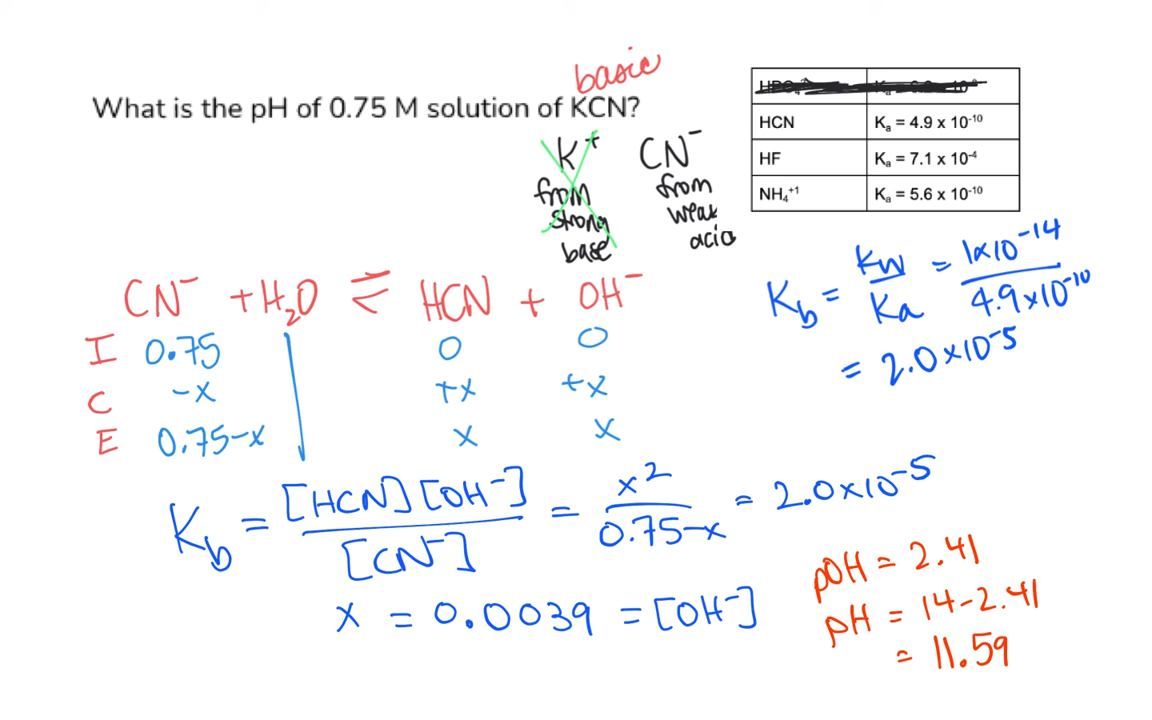 basic
What is the pH of 0.75 M solution of KCN?
HCN Kₐ = 4.9 x 10⁻¹⁰
HF Kₐ = 7.1 x 10⁻⁴
NH₄⁺¹ Kₐ = 5.6 x 10⁻¹⁰
K⁺ CN⁻
from from
strong weak
base acid
CN⁻ + H₂O ⇌ HCN + OH⁻
I 0.75 0 0
C -x +x +x
E 0.75-x x x
Kb = Kw/Ka = 1x10⁻¹⁴/4.9x10⁻¹⁰
= 2.0x10⁻⁵
Kb = [HCN][OH⁻]/[CN⁻] = x²/0.75-x = 2.0x10⁻⁵
x = 0.0039 = [OH⁻]
pOH = 2.41
pH = 14-2.41
= 11.59